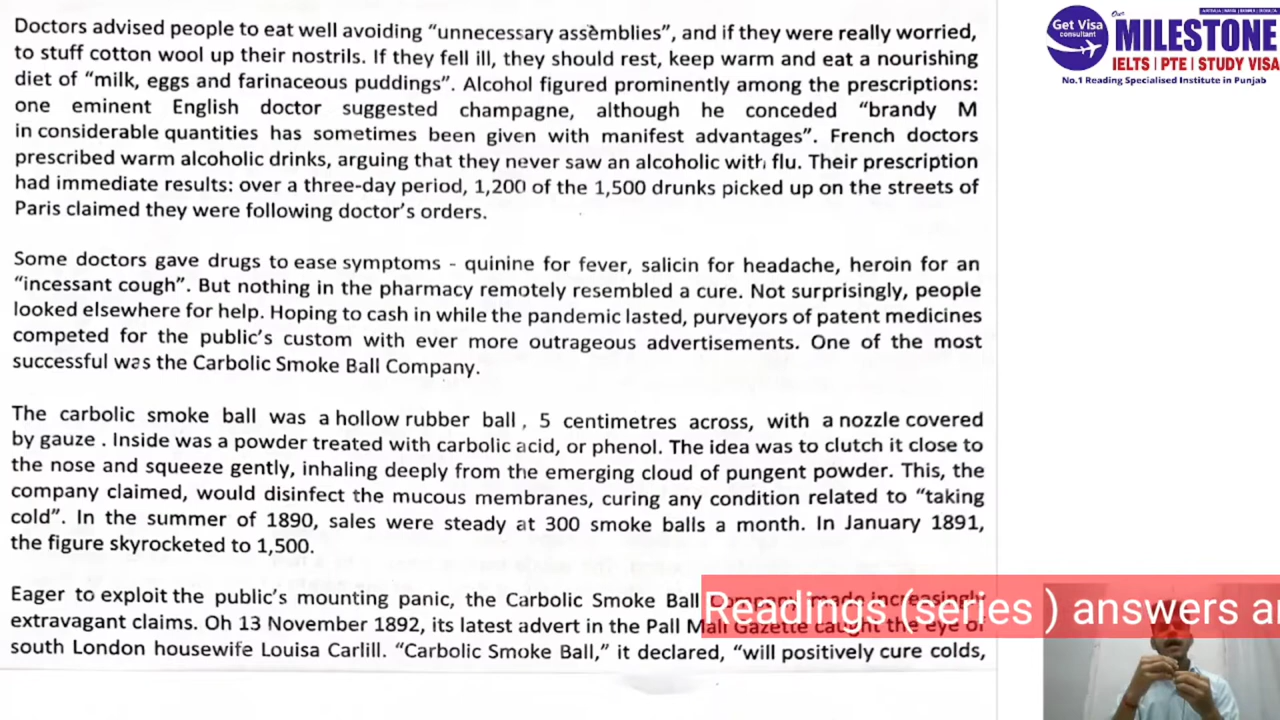 Doctors advised people to eat well avoiding “unnecessary assemblies”, and if they were really worried,
to stuff cotton wool up their nostrils. If they fell ill, they should rest, keep warm and eat a nourishing
diet of “milk, eggs and farinaceous puddings”. Alcohol figured prominently among the prescriptions:
one eminent English doctor suggested champagne, although he conceded “brandy M
in considerable quantities has sometimes been given with manifest advantages”. French doctors
prescribed warm alcoholic drinks, arguing that they never saw an alcoholic with flu. Their prescription
had immediate results: over a three-day period, 1,200 of the 1,500 drunks picked up on the streets of
Paris claimed they were following doctor’s orders.
Some doctors gave drugs to ease symptoms - quinine for fever, salicin for headache, heroin for an
“incessant cough”. But nothing in the pharmacy remotely resembled a cure. Not surprisingly, people
looked elsewhere for help. Hoping to cash in while the pandemic lasted, purveyors of patent medicines
competed for the public’s custom with ever more outrageous advertisements. One of the most
successful was the Carbolic Smoke Ball Company.
The carbolic smoke ball was a hollow rubber ball , 5 centimetres across, with a nozzle covered
by gauze . Inside was a powder treated with carbolic acid, or phenol. The idea was to clutch it close to
the nose and squeeze gently, inhaling deeply from the emerging cloud of pungent powder. This, the
company claimed, would disinfect the mucous membranes, curing any condition related to “taking
cold”. In the summer of 1890, sales were steady at 300 smoke balls a month. In January 1891,
the figure skyrocketed to 1,500.
Eager to exploit the public’s mounting panic, the Carbolic Smoke Ball Company made increasingly
extravagant claims. Oh 13 November 1892, its latest advert in the Pall Mall Gazette caught the eye of
south London housewife Louisa Carlill. “Carbolic Smoke Ball,” it declared, “will positively cure colds,
Get Visa
consultant
Our
MILESTONE
IELTS | PTE | STUDY VISA
No.1 Reading Specialised Institute in Punjab
Readings (series ) answers a